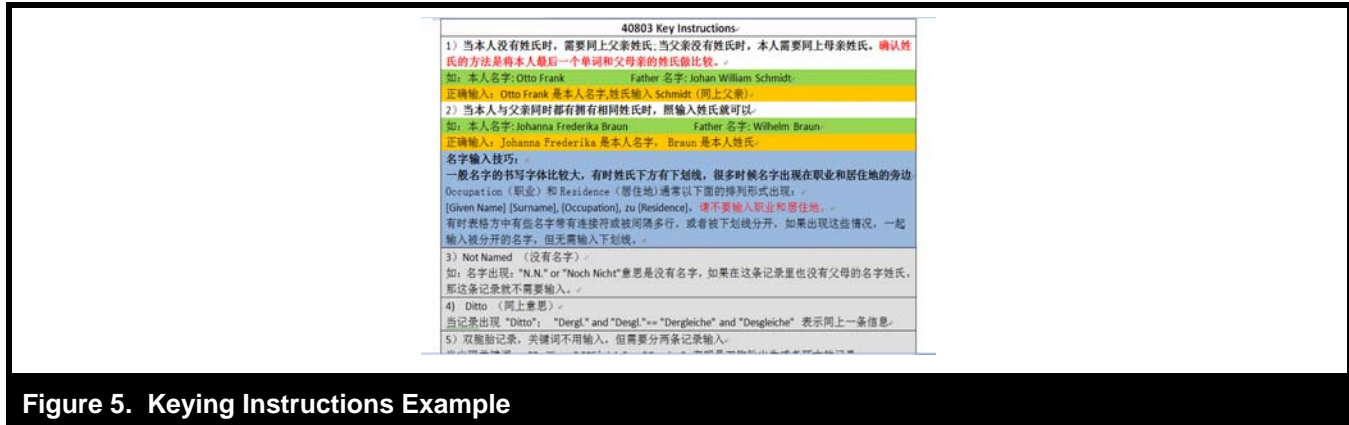 40803 Key Instructions
1）当本人没有姓氏时，需要同上父亲姓氏;当父亲没有姓氏时，本人需要同上母亲姓氏。确认姓
氏的方法是将本人最后一个单词和父母亲的姓氏做比较。
如：本人名字: Otto Frank Father 名字: Johan William Schmidt
正确输入：Otto Frank 是本人名字,姓氏输入 Schmidt (同上父亲)
2）当本人与父亲同时都有拥有相同姓氏时，照输入姓氏就可以
如：本人名字: Johanna Frederika Braun Father 名字: Wilhelm Braun
正确输入：Johanna Frederika 是本人名字， Braun 是本人姓氏
名字输入技巧：
一般名字的书写字体比较大，有时姓氏下方有下划线，很多时候名字出现在职业和居住地的旁边
Occupation（职业）和 Residence（居住地)通常以下面的排列形式出现：
[Given Name] [Surname], [Occupation], zu [Residence]，请不要输入职业和居住地。
有时表格方中有些名字带有连接符或被间隔多行，或者被下划线分开，如果出现这些情况，一起
输入被分开的名字，但无需输入下划线。
3）Not Named （没有名字）
如：名字出现："N.N." or "Noch Nicht"意思是没有名字，如果在这条记录里也没有父母的名字姓氏，
那这条记录就不需要输入。
4) Ditto （同上意思）
当记录出现 "Ditto"： "Dergl." and "Desgl."== "Dergleiche" and "Desgleiche" 表示同上一条信息
5）双胞胎记录，关键词不用输入，但需要分两条记录输入
Figure 5. Keying Instructions Example